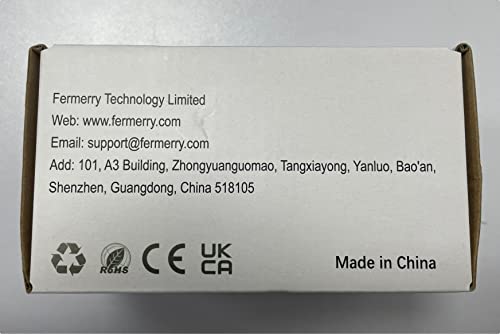 Fermerry Technology Limited
Web: www.fermerry.com
Email: support@fermerry.com
Add: 101, A3 Building, Zhongyuanguomao, Tangxiayong, Yanluo, Bao'an,
Shenzhen, Guangdong, China 518105
RoHS CE UK
CA
Made in China